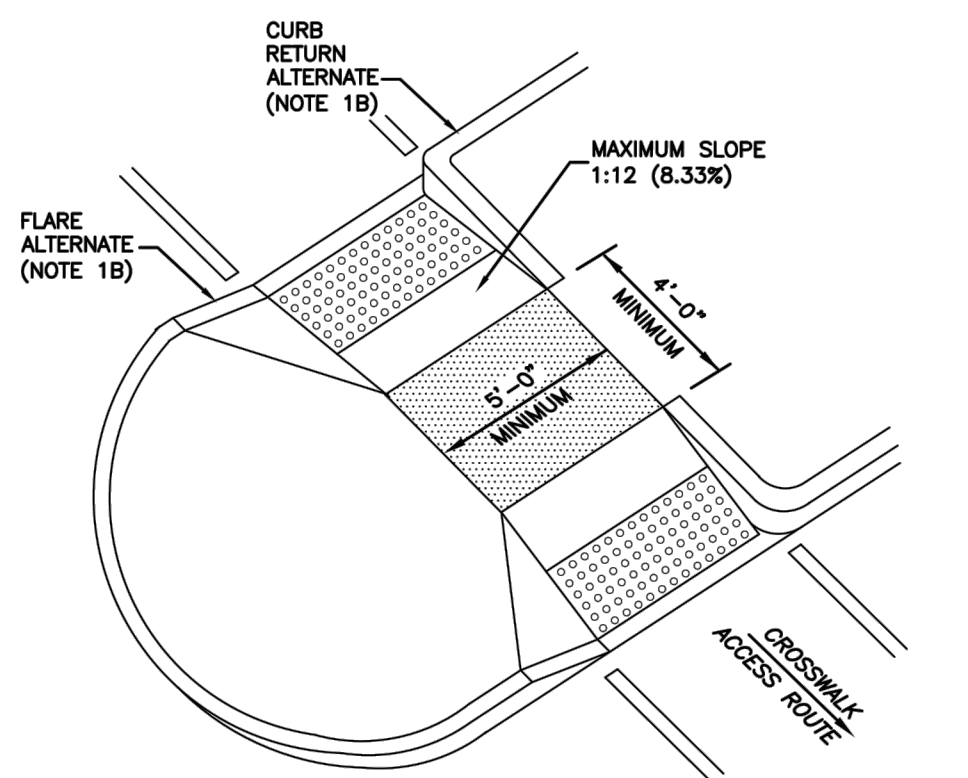 CURB
RETURN
ALTERNATE
(NOTE 1B)
MAXIMUM SLOPE
1:12 (8.33%)
FLARE
ALTERNATE
(NOTE 1B)
4'-0"
MINIMUM
5'-0"
MINIMUM
CROSSWALK
ACCESS ROUTE